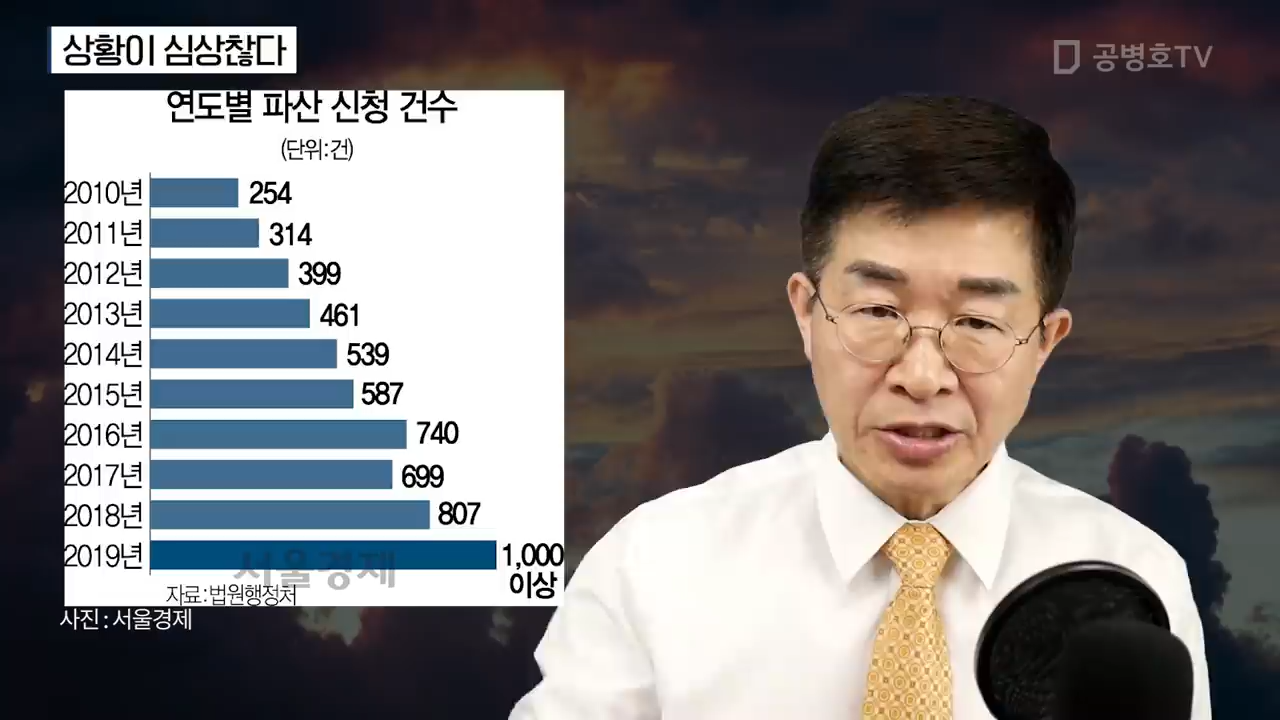 상황이 심상찮다
공병호TV
연도별 파산 신청 건수
(단위:건)
2010년 254
2011년 314
2012년 399
2013년 461
2014년 539
2015년 587
2016년 740
2017년 699
2018년 807
2019년 1,000
이상
서울경제
자료:법원행정처
사진:서울경제